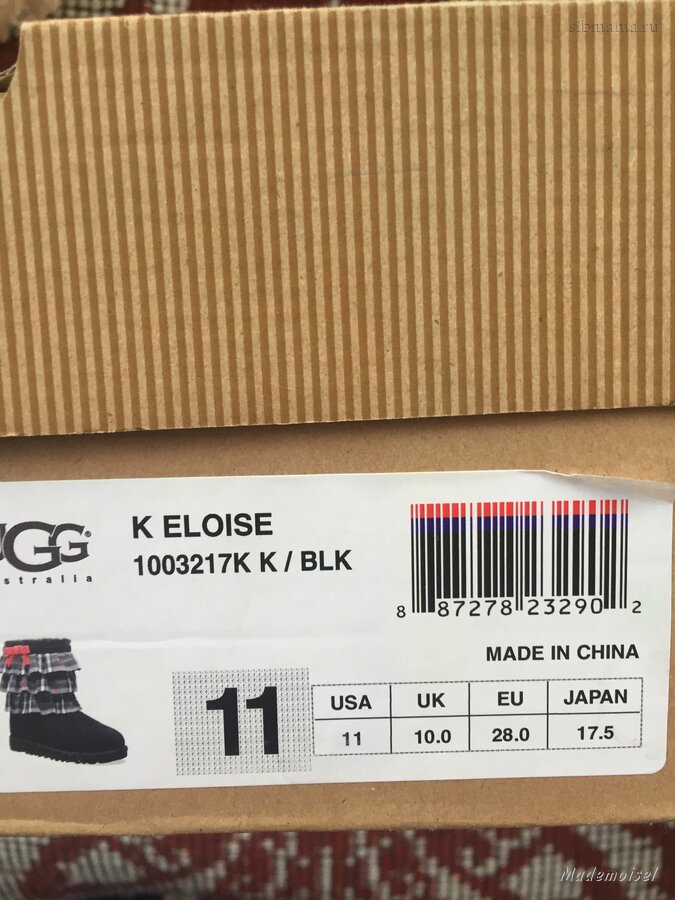 sibmama.ru
UGG®
australia
K ELOISE
1003217K K / BLK
8 87278 23290 2
MADE IN CHINA
11
USA UK EU JAPAN
11 10.0 28.0 17.5
Mademoisel